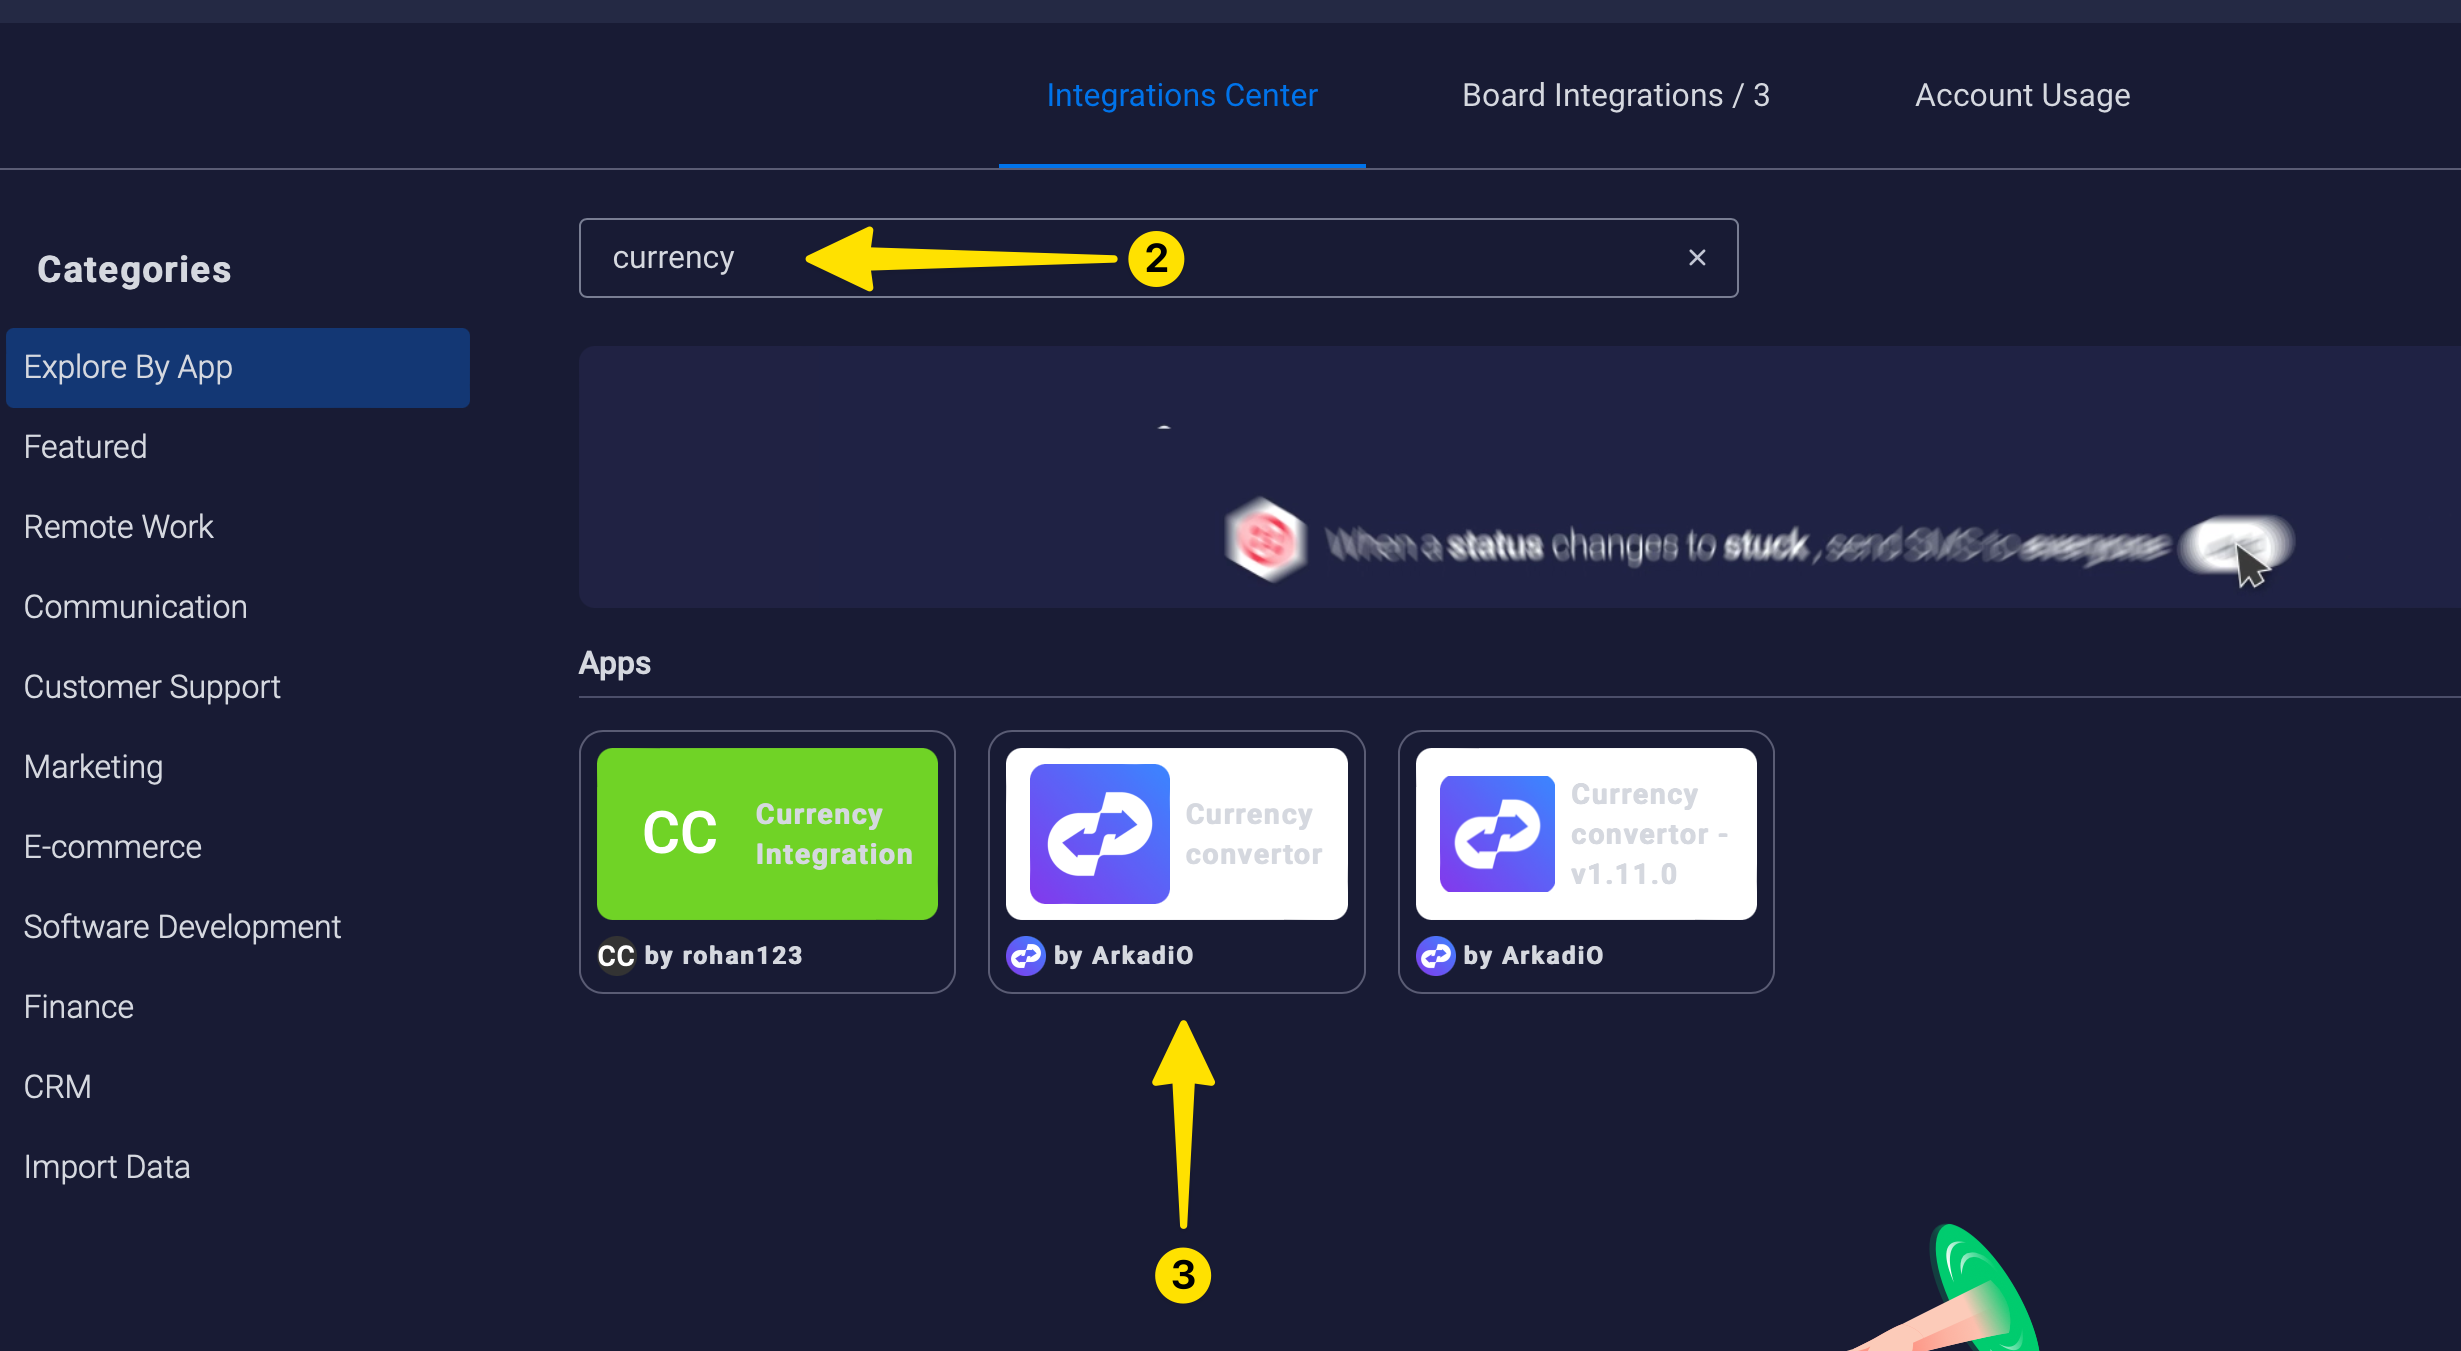 Integrations Center
Board Integrations / 3
Account Usage
Categories
Explore By App
Featured
Remote Work
Communication
Customer Support
Marketing
E-commerce
Software Development
Finance
CRM
Import Data
currency
2
When a status changes to stuck, send SMS to everyone
Apps
CC
Currency
Integration
CC by rohan123
Currency
convertor
by ArkadiO
Currency
convertor -
v1.11.0
by ArkadiO
3